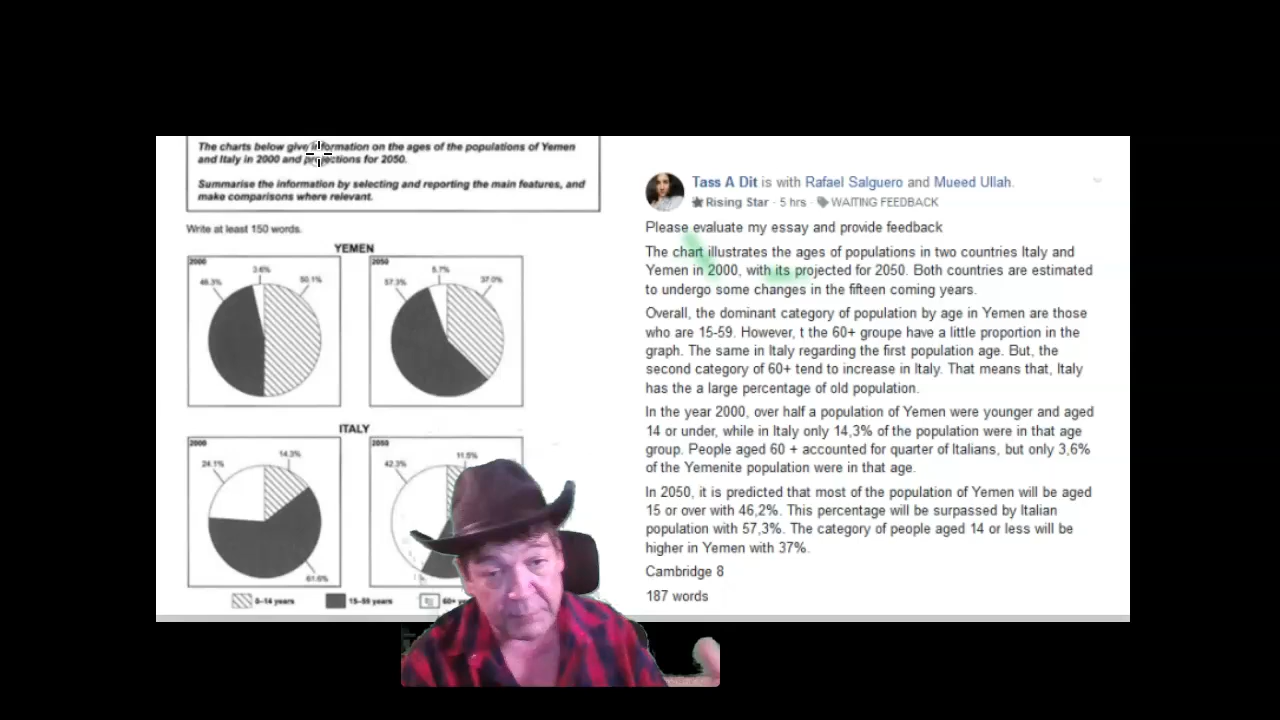 The charts below give information on the ages of the populations of Yemen
and Italy in 2000 and projections for 2050.
Summarise the information by selecting and reporting the main features, and
make comparisons where relevant.
Write at least 150 words.
YEMEN
2000
3.6%
46.3%
50.1%
2050
5.7%
57.3%
37.0%
ITALY
2000
14.3%
24.1%
61.6%
2050
11.5%
42.3%
0-14 years
15-59 years
60+
Tass A Dit is with Rafael Salguero and Mueed Ullah.
Rising Star · 5 hrs · WAITING FEEDBACK
Please evaluate my essay and provide feedback
The chart illustrates the ages of populations in two countries Italy and
Yemen in 2000, with its projected for 2050. Both countries are estimated
to undergo some changes in the fifteen coming years.
Overall, the dominant category of population by age in Yemen are those
who are 15-59. However, t the 60+ groupe have a little proportion in the
graph. The same in Italy regarding the first population age. But, the
second category of 60+ tend to increase in Italy. That means that, Italy
has the a large percentage of old population.
In the year 2000, over half a population of Yemen were younger and aged
14 or under, while in Italy only 14,3% of the population were in that age
group. People aged 60 + accounted for quarter of Italians, but only 3,6%
of the Yemenite population were in that age.
In 2050, it is predicted that most of the population of Yemen will be aged
15 or over with 46,2%. This percentage will be surpassed by Italian
population with 57,3%. The category of people aged 14 or less will be
higher in Yemen with 37%.
Cambridge 8
187 words